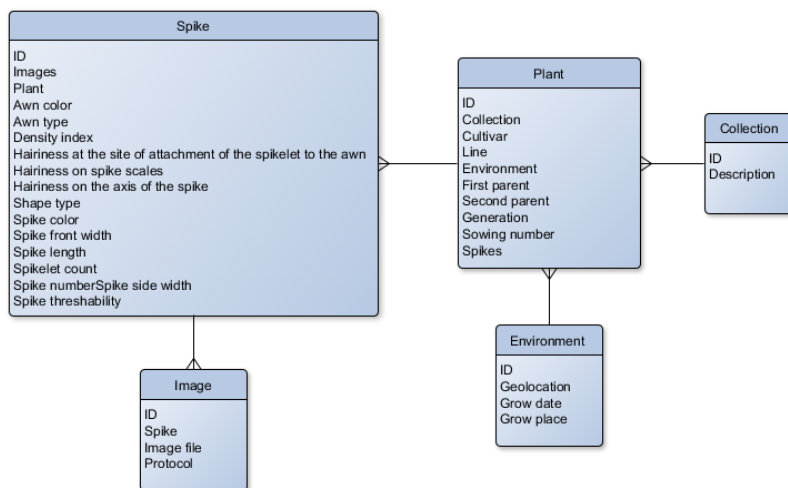 Spike
ID
Images
Plant
Awn color
Awn type
Density index
Hairiness at the site of attachment of the spikelet to the awn
Hairiness on spike scales
Hairiness on the axis of the spike
Shape type
Spike color
Spike front width
Spike length
Spikelet count
Spike numberSpike side width
Spike threshability
Plant
ID
Collection
Cultivar
Line
Environment
First parent
Second parent
Generation
Sowing number
Spikes
Collection
ID
Description
Environment
ID
Geolocation
Grow date
Grow place
Image
ID
Spike
Image file
Protocol